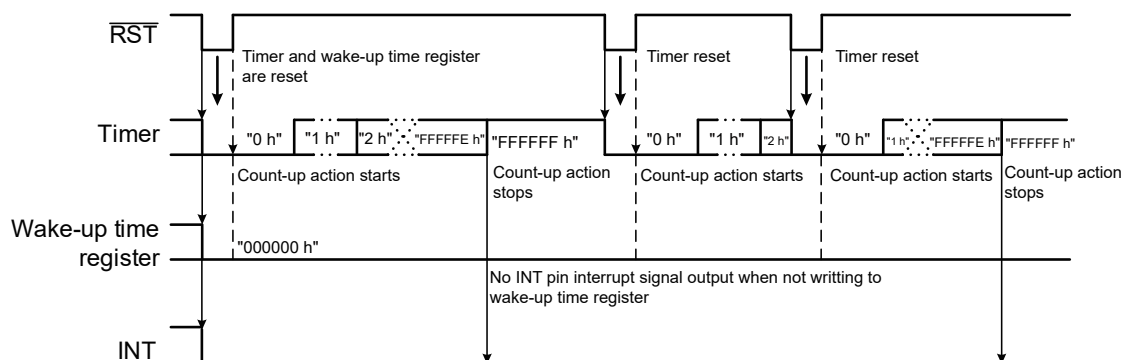 RST
Timer and wake-up time register
are reset
Timer reset
Timer reset
Timer
"0 h"
"1 h"
"2 h"
"FFFFFE h"
"FFFFFF h"
"0 h"
"1 h"
"2 h"
"0 h"
"1 h"
"FFFFFE h"
"FFFFFF h"
Count-up action starts
Count-up action
stops
Count-up action starts
Count-up action starts
Count-up action
stops
Wake-up time
register
"000000 h"
No INT pin interrupt signal output when not writting to
wake-up time register
INT